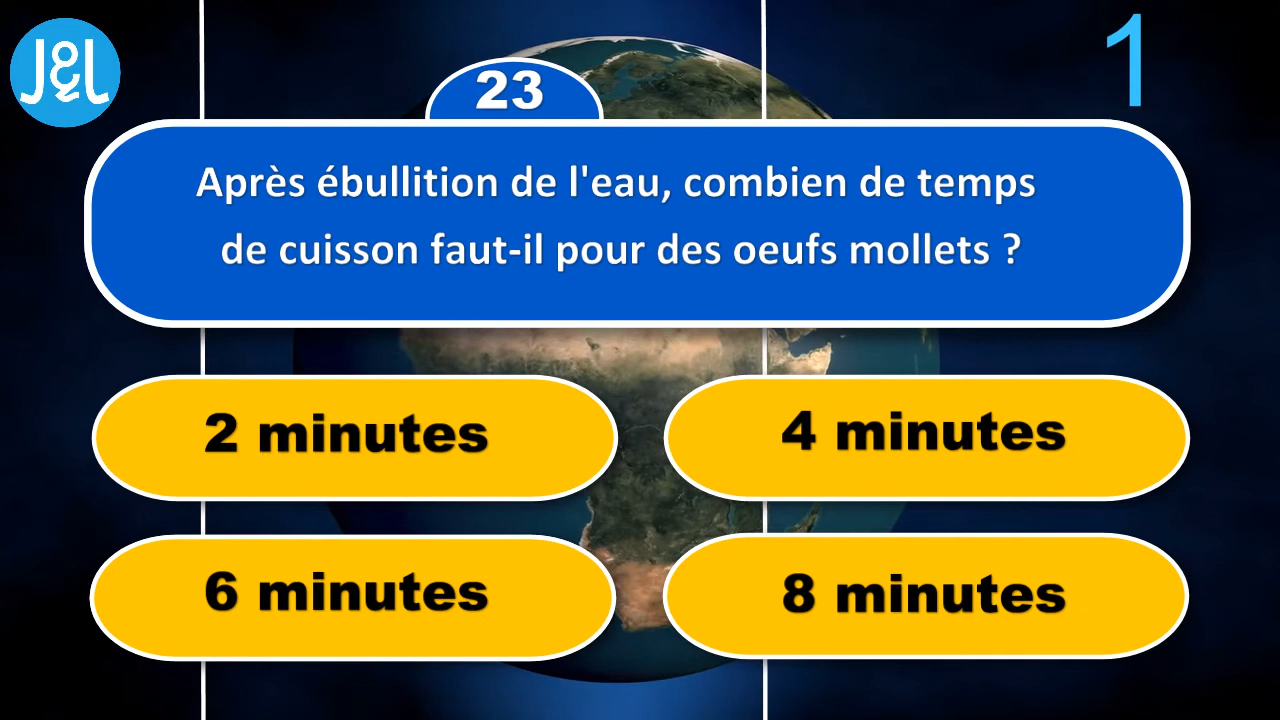 J&L
1
23
Après ébullition de l'eau, combien de temps
de cuisson faut-il pour des oeufs mollets ?
2 minutes
4 minutes
6 minutes
8 minutes